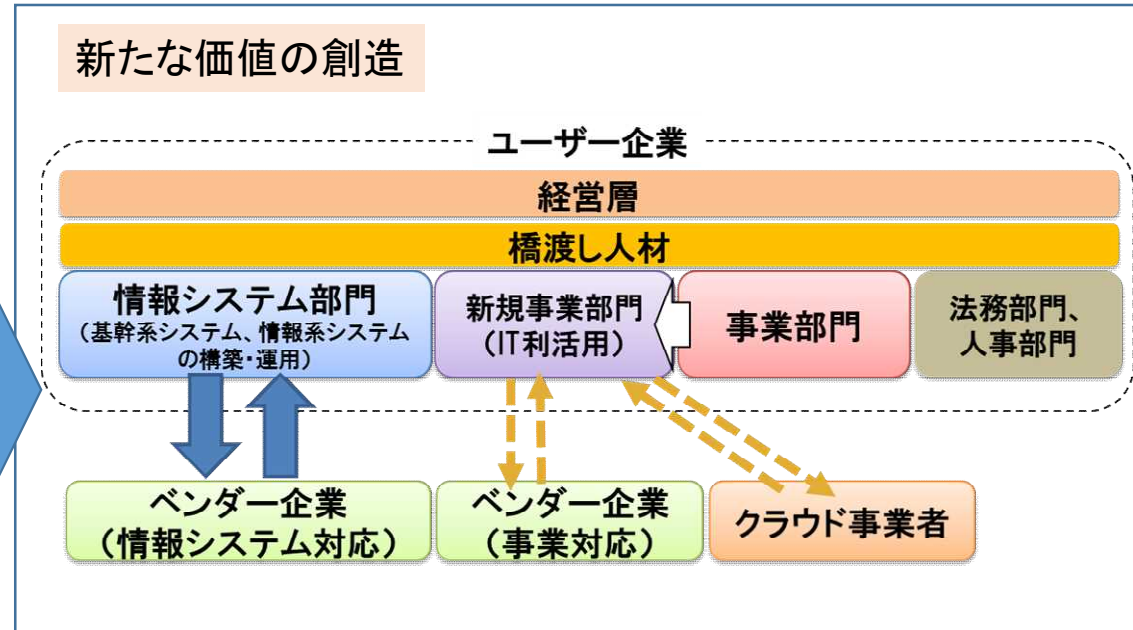 新たな価値の創造
ユーザー企業
経営層
橋渡し人材
情報システム部門
（基幹系システム、情報系システム
の構築・運用）
新規事業部門
（IT利活用）
事業部門
法務部門、
人事部門
ベンダー企業
（情報システム対応）
ベンダー企業
（事業対応）
クラウド事業者